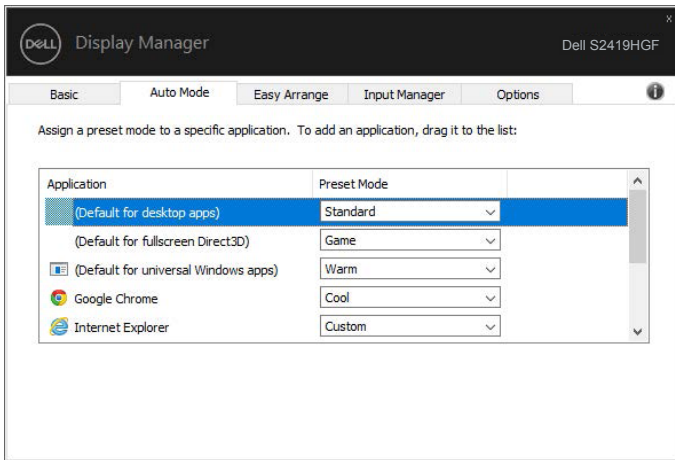 x
DELL Display Manager Dell S2419HGF
Basic Auto Mode Easy Arrange Input Manager Options i
Assign a preset mode to a specific application. To add an application, drag it to the list:
Application Preset Mode
(Default for desktop apps) Standard
(Default for fullscreen Direct3D) Game
(Default for universal Windows apps) Warm
Google Chrome Cool
Internet Explorer Custom